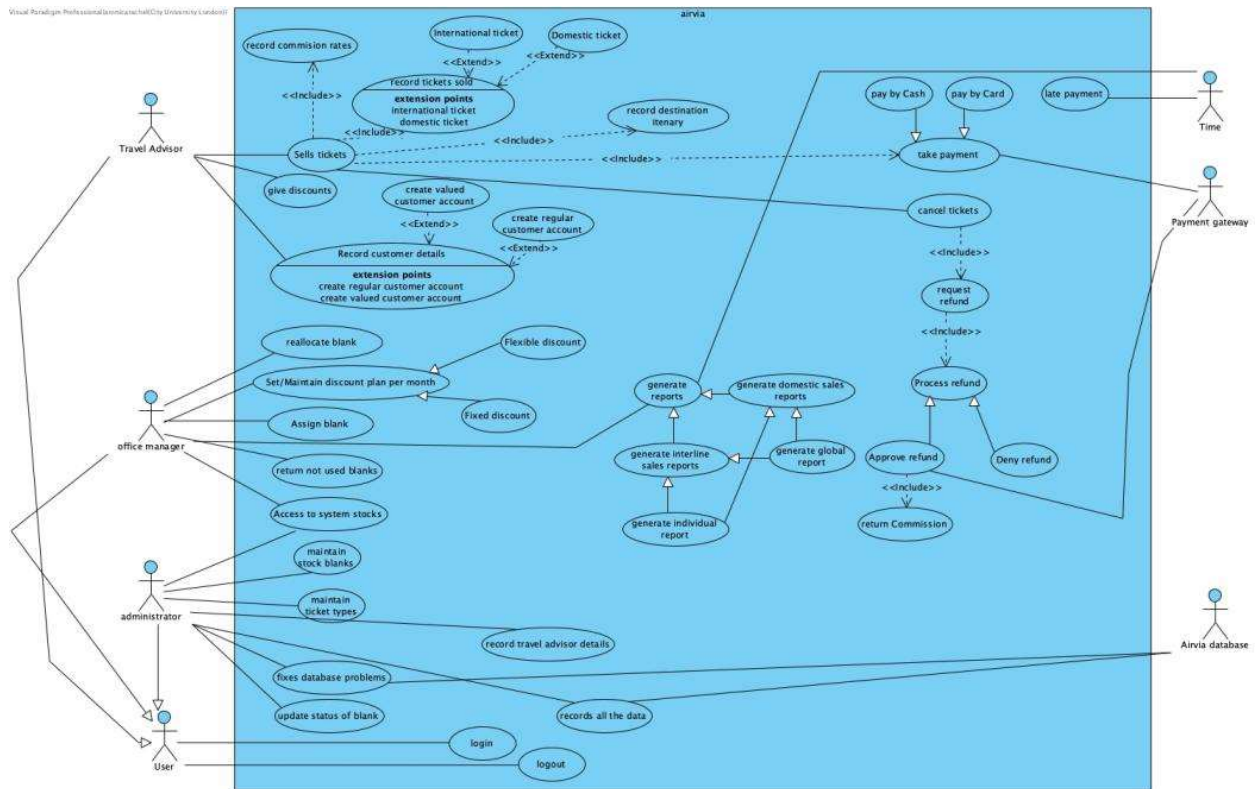 airvia
International ticket
Domestic ticket
record commision rates
<<Extend>>
<<Extend>>
record tickets sold
extension points
international ticket
domestic ticket
<<Include>>
pay by Cash
pay by Card
late payment
Time
record destination
itenary
Travel Advisor
<<Include>>
<<Include>>
Sells tickets
<<Include>>
take payment
give discounts
create valued
customer account
<<Extend>>
create regular
customer account
<<Extend>>
cancel tickets
Payment gateway
Record customer details
extension points
create regular customer account
create valued customer account
<<Include>>
request
refund
<<Include>>
reallocate blank
Flexible discount
Set/Maintain discount plan per month
Fixed discount
generate
reports
generate domestic sales
reports
Process refund
Assign blank
office manager
generate interline
sales reports
generate global
report
Approve refund
Deny refund
return not used blanks
<<Include>>
Access to system stocks
generate individual
report
return Commission
maintain
stock blanks
administrator
maintain
ticket types
record travel advisor details
Airvia database
fixes database problems
update status of blank
records all the data
login
User
logout